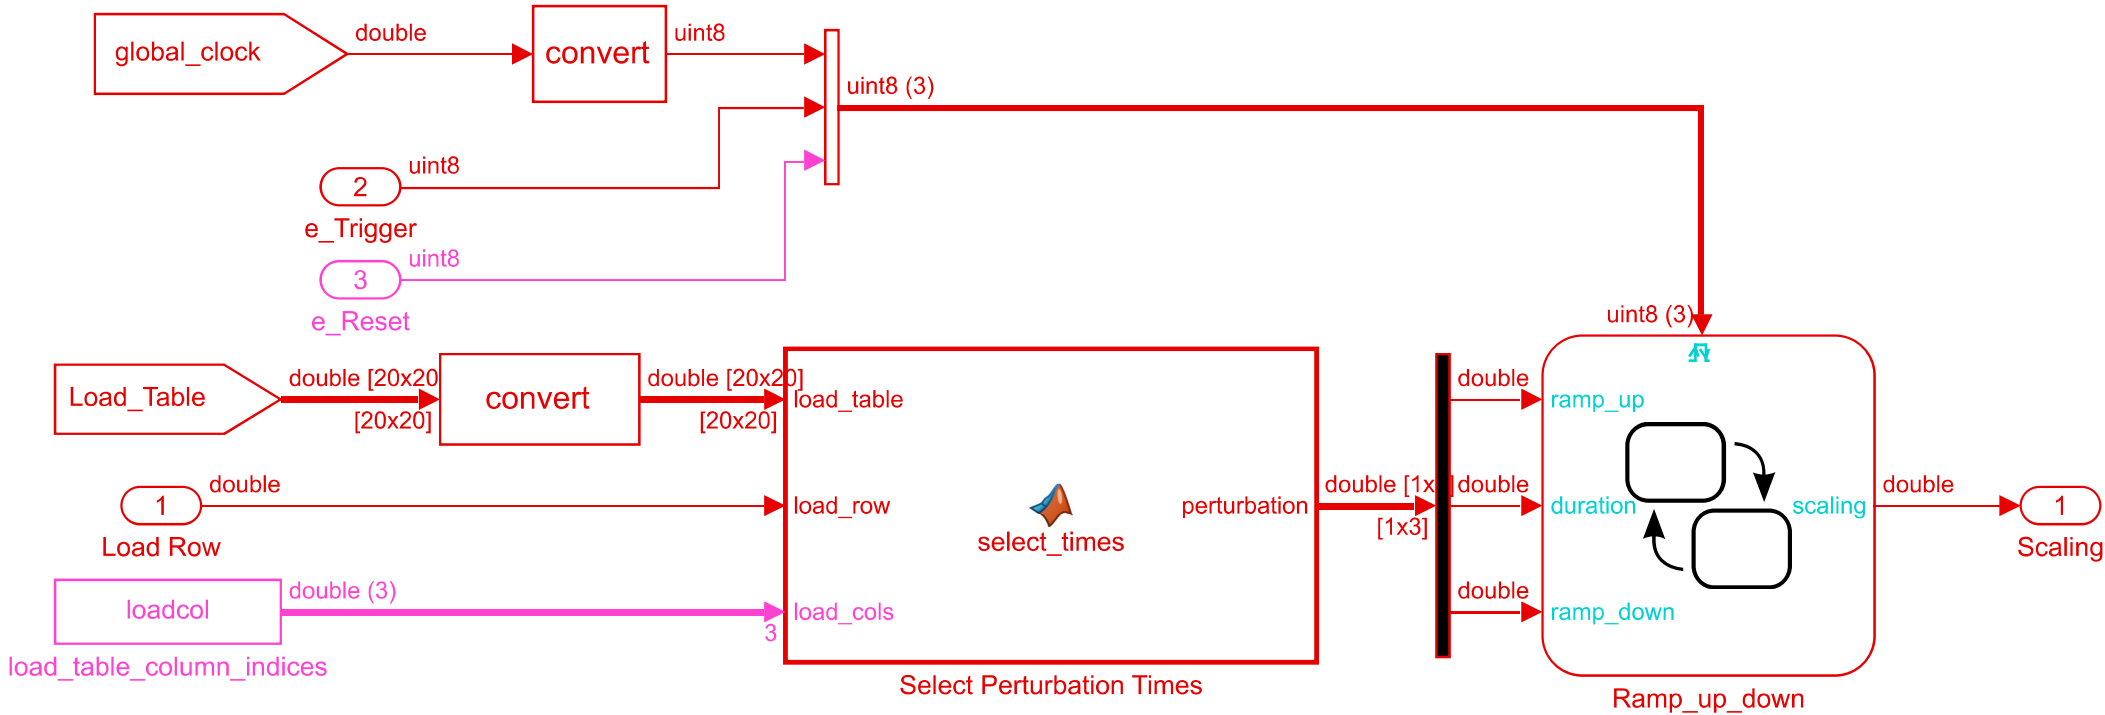 global_clock
double
convert
uint8
uint8 (3)
2
uint8
e_Trigger
3
uint8
e_Reset
uint8 (3)
Load_Table
double [20x20
[20x20]
convert
double [20x20]
[20x20]
load_table
1
double
Load Row
load_row
select_times
perturbation
loadcol
double (3)
3
load_cols
load_table_column_indices
Select Perturbation Times
double [1x
]
[1x3]
double
ramp_up
double
duration
double
ramp_down
scaling
double
1
Scaling
Ramp_up_down